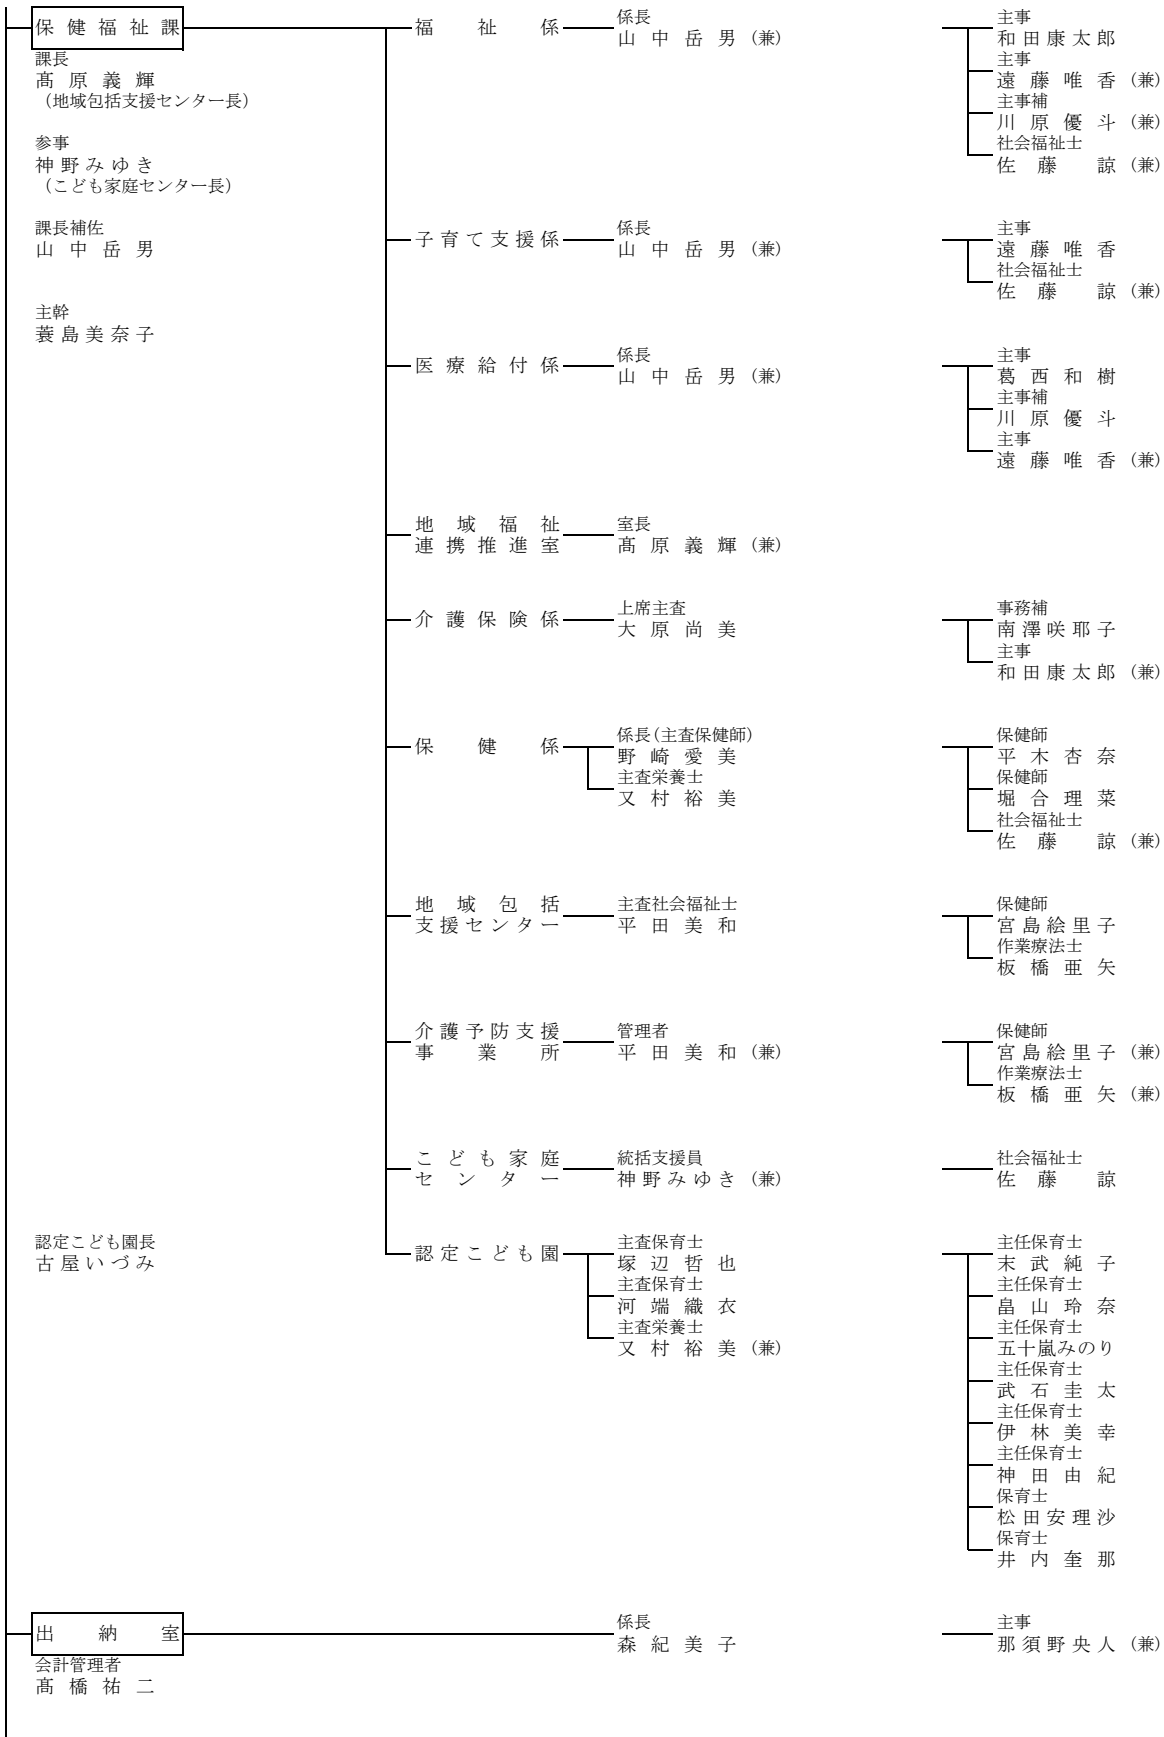 保健福祉課
課長
髙原義輝
（地域包括支援センター長）
参事
神野みゆき
（こども家庭センター長）
課長補佐
山中岳男
主幹
蓑島美奈子
福祉係
係長
山中岳男（兼）
主事
和田康太郎
主事
遠藤唯香（兼）
主事補
川原優斗（兼）
社会福祉士
佐藤諒（兼）
子育て支援係
係長
山中岳男（兼）
主事
遠藤唯香
社会福祉士
佐藤諒（兼）
医療給付係
係長
山中岳男（兼）
主事
葛西和樹
主事補
川原優斗
主事
遠藤唯香（兼）
地域福祉
連携推進室
室長
髙原義輝（兼）
介護保険係
上席主査
大原尚美
事務補
南澤咲耶子
主事
和田康太郎（兼）
保健係
係長（主査保健師）
野崎愛美
主査栄養士
又村裕美
保健師
平木杏奈
保健師
堀合理菜
社会福祉士
佐藤諒（兼）
地域包括
支援センター
主査社会福祉士
平田美和
保健師
宮島絵里子
作業療法士
板橋亜矢
介護予防支援
事業所
管理者
平田美和（兼）
保健師
宮島絵里子（兼）
作業療法士
板橋亜矢（兼）
こども家庭
センター
統括支援員
神野みゆき（兼）
社会福祉士
佐藤諒
認定こども園長
古屋いづみ
認定こども園
主査保育士
塚辺哲也
主査保育士
河端織衣
主査栄養士
又村裕美（兼）
主任保育士
末武純子
主任保育士
畠山玲奈
主任保育士
五十嵐みのり
主任保育士
武石圭太
主任保育士
伊林美幸
主任保育士
神田由紀
保育士
松田安理沙
保育士
井内奎那
出納室
会計管理者
髙橋祐二
係長
森紀美子
主事
那須野央人（兼）